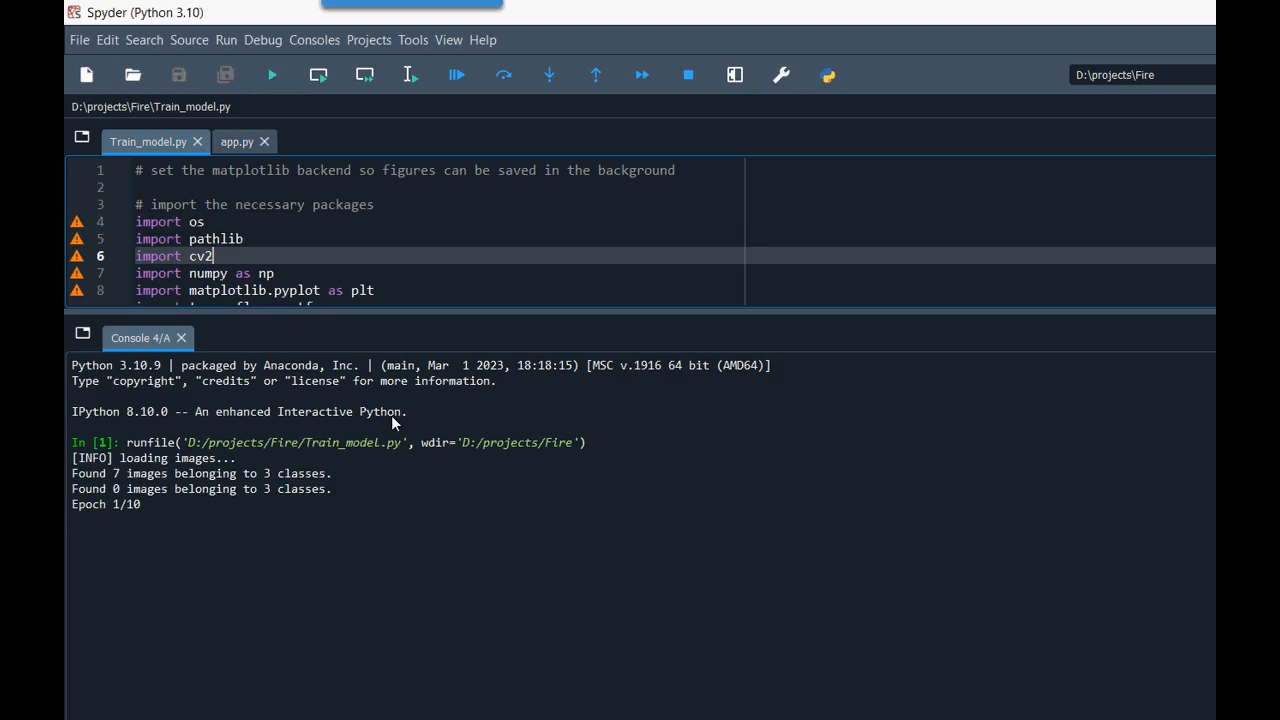 Spyder (Python 3.10)
File Edit Search Source Run Debug Consoles Projects Tools View Help
D:\projects\Fire
D:\projects\Fire\Train_model.py
Train_model.py app.py
1 # set the matplotlib backend so figures can be saved in the background
2
3 # import the necessary packages
4 import os
5 import pathlib
6 import cv2
7 import numpy as np
8 import matplotlib.pyplot as plt
Console 4/A
Python 3.10.9 | packaged by Anaconda, Inc. | (main, Mar  1 2023, 18:18:15) [MSC v.1916 64 bit (AMD64)]
Type "copyright", "credits" or "license" for more information.
IPython 8.10.0 -- An enhanced Interactive Python.
In [1]: runfile('D:/projects/Fire/Train_model.py', wdir='D:/projects/Fire')
[INFO] loading images...
Found 7 images belonging to 3 classes.
Found 0 images belonging to 3 classes.
Epoch 1/10